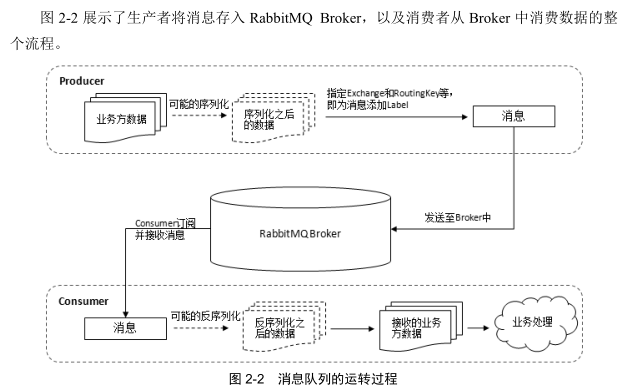 图 2-2 展示了生产者将消息存入 RabbitMQ Broker，以及消费者从 Broker 中消费数据的整
个流程。
Producer
业务方数据
可能的序列化
序列化之后
的数据
指定Exchange和RoutingKey等，
即为消息添加Label
消息
发送至Broker中
RabbitMQ Broker
Consumer订阅
并接收消息
Consumer
消息
可能的反序列化
反序列化之
后的数据
接收的业务
方数据
业务处理
图 2-2 消息队列的运转过程